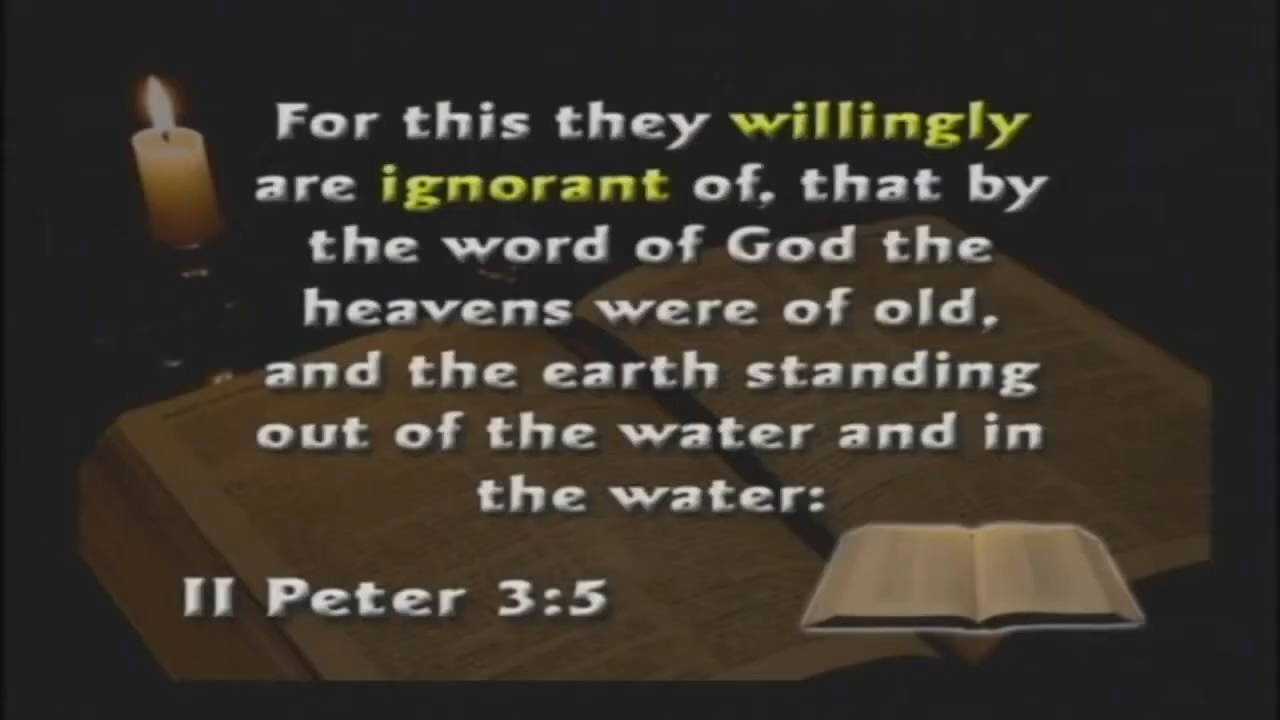 For this they willingly
are ignorant of, that by
the word of God the
heavens were of old,
and the earth standing
out of the water and in
the water:
II Peter 3:5